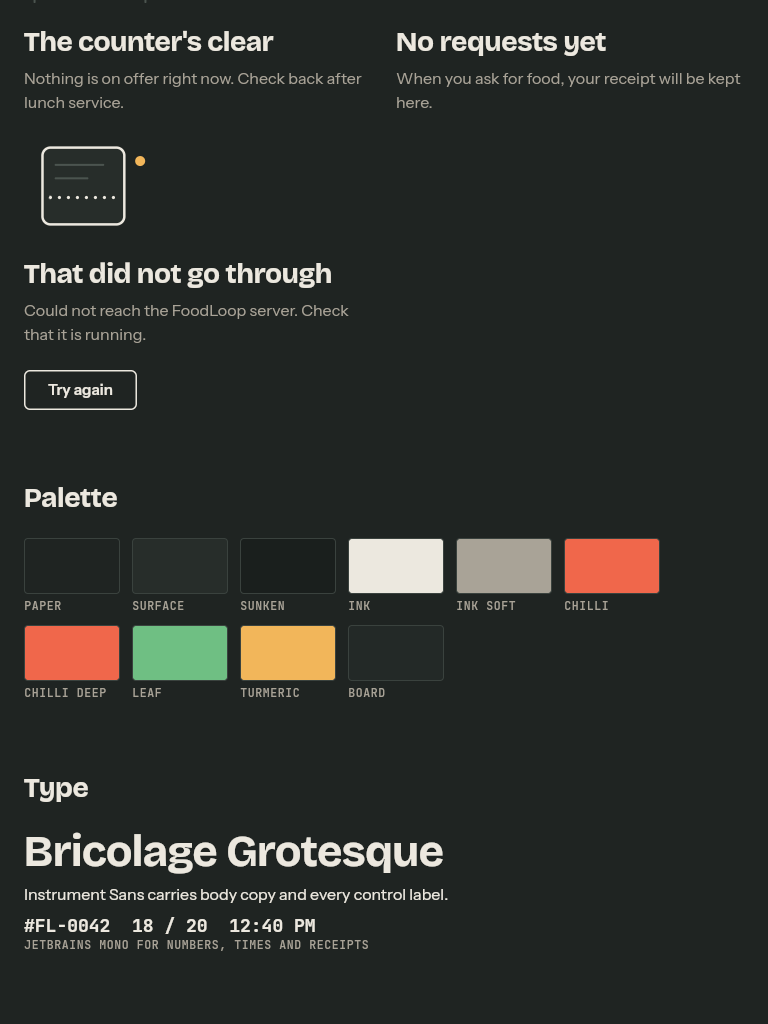 The counter's clear
Nothing is on offer right now. Check back after
lunch service.
No requests yet
When you ask for food, your receipt will be kept
here.
That did not go through
Could not reach the FoodLoop server. Check
that it is running.
Try again
Palette
PAPER
SURFACE
SUNKEN
INK
INK SOFT
CHILLI
CHILLI DEEP
LEAF
TURMERIC
BOARD
Type
Bricolage Grotesque
Instrument Sans carries body copy and every control label.
#FL-0042 18 / 20 12:40 PM
JETBRAINS MONO FOR NUMBERS, TIMES AND RECEIPTS